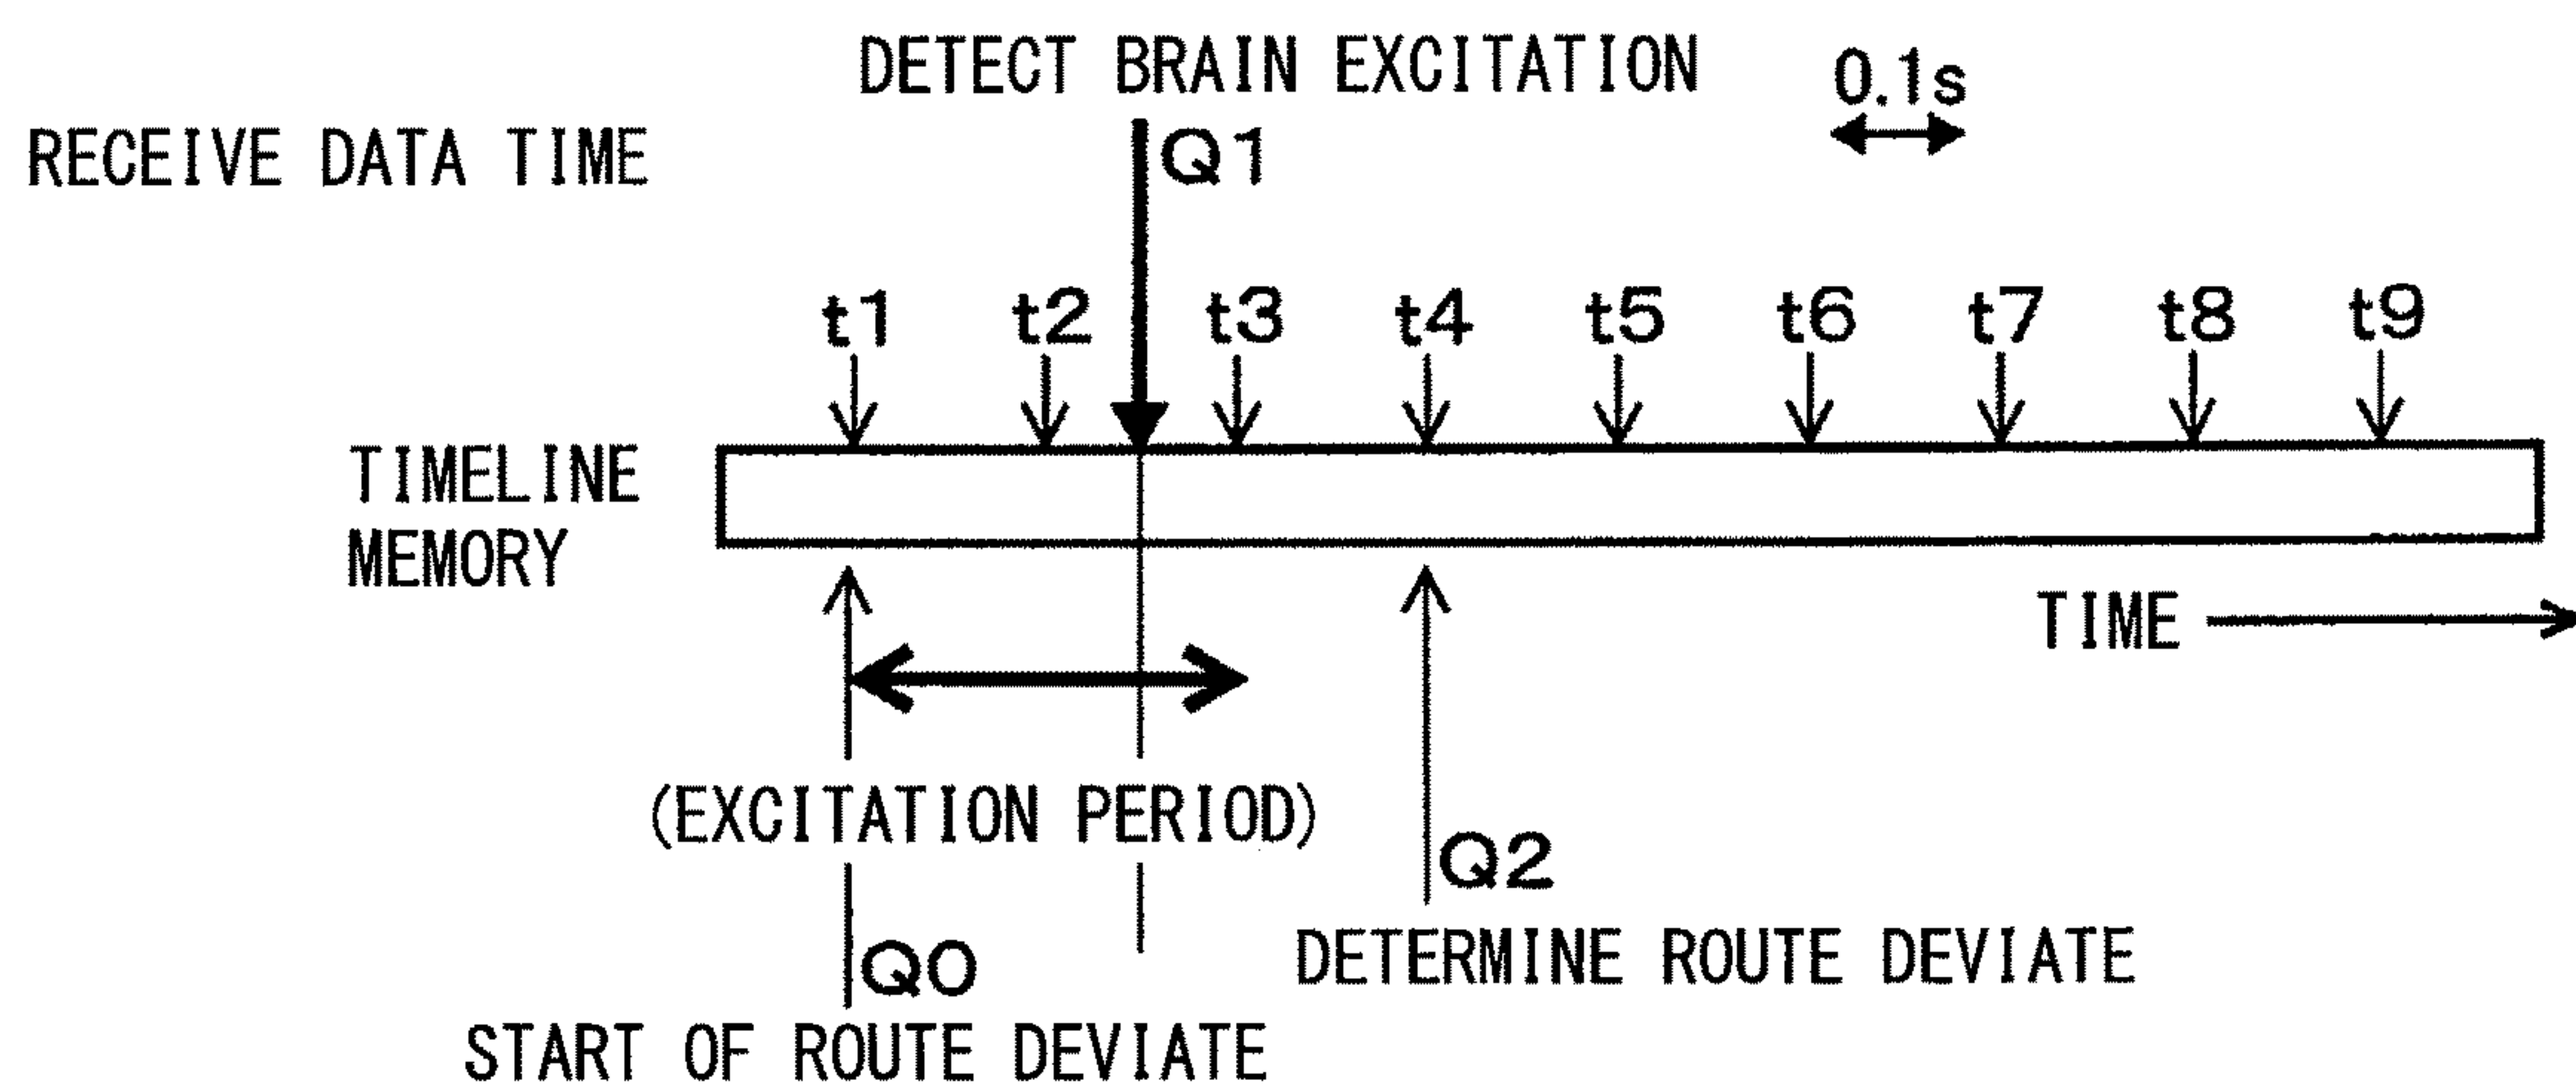 DETECT BRAIN EXCITATION
0.1s
RECEIVE DATA TIME
Q1
t1 t2 t3 t4 t5 t6 t7 t8 t9
TIMELINE
MEMORY
TIME
(EXCITATION PERIOD)
Q2
DETERMINE ROUTE DEVIATE
Q0
START OF ROUTE DEVIATE